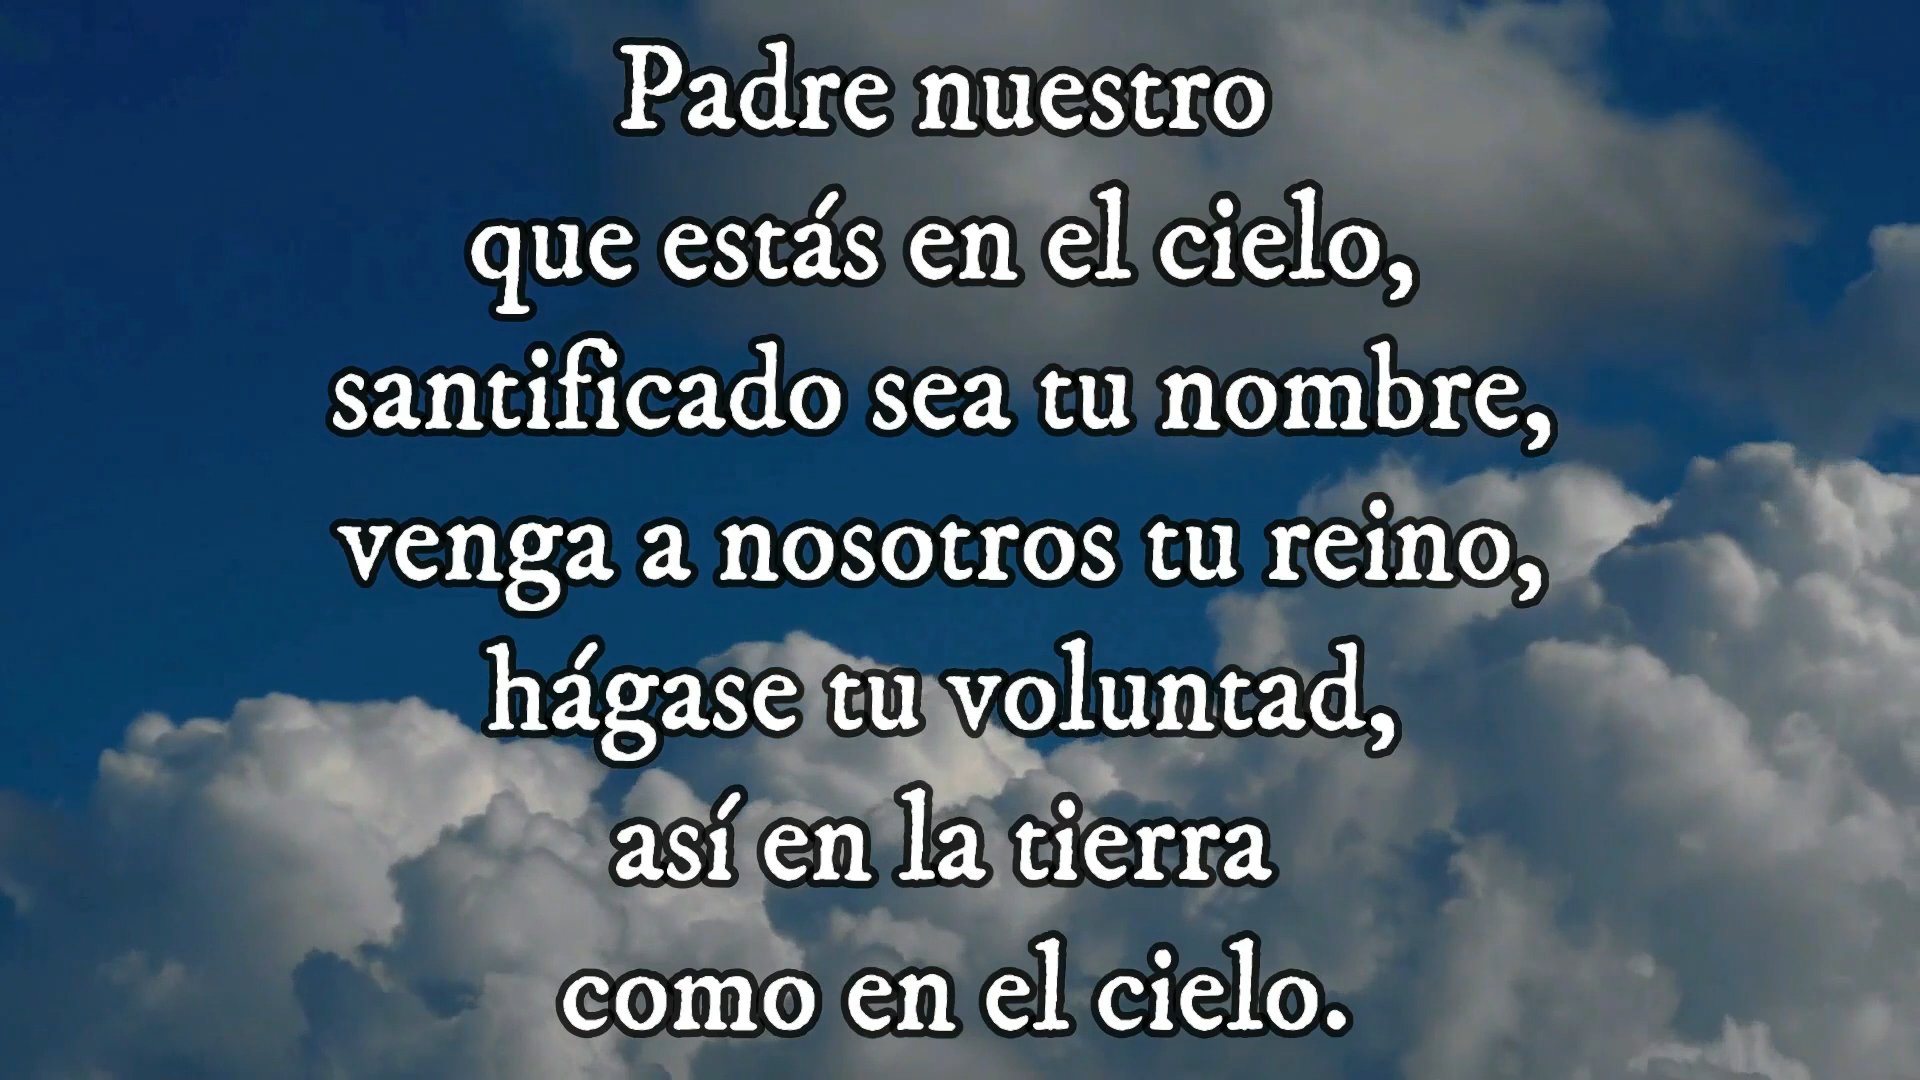 Padre nuestro
que estás en el cielo,
santificado sea tu nombre,
venga a nosotros tu reino,
hágase tu voluntad,
así en la tierra
como en el cielo.